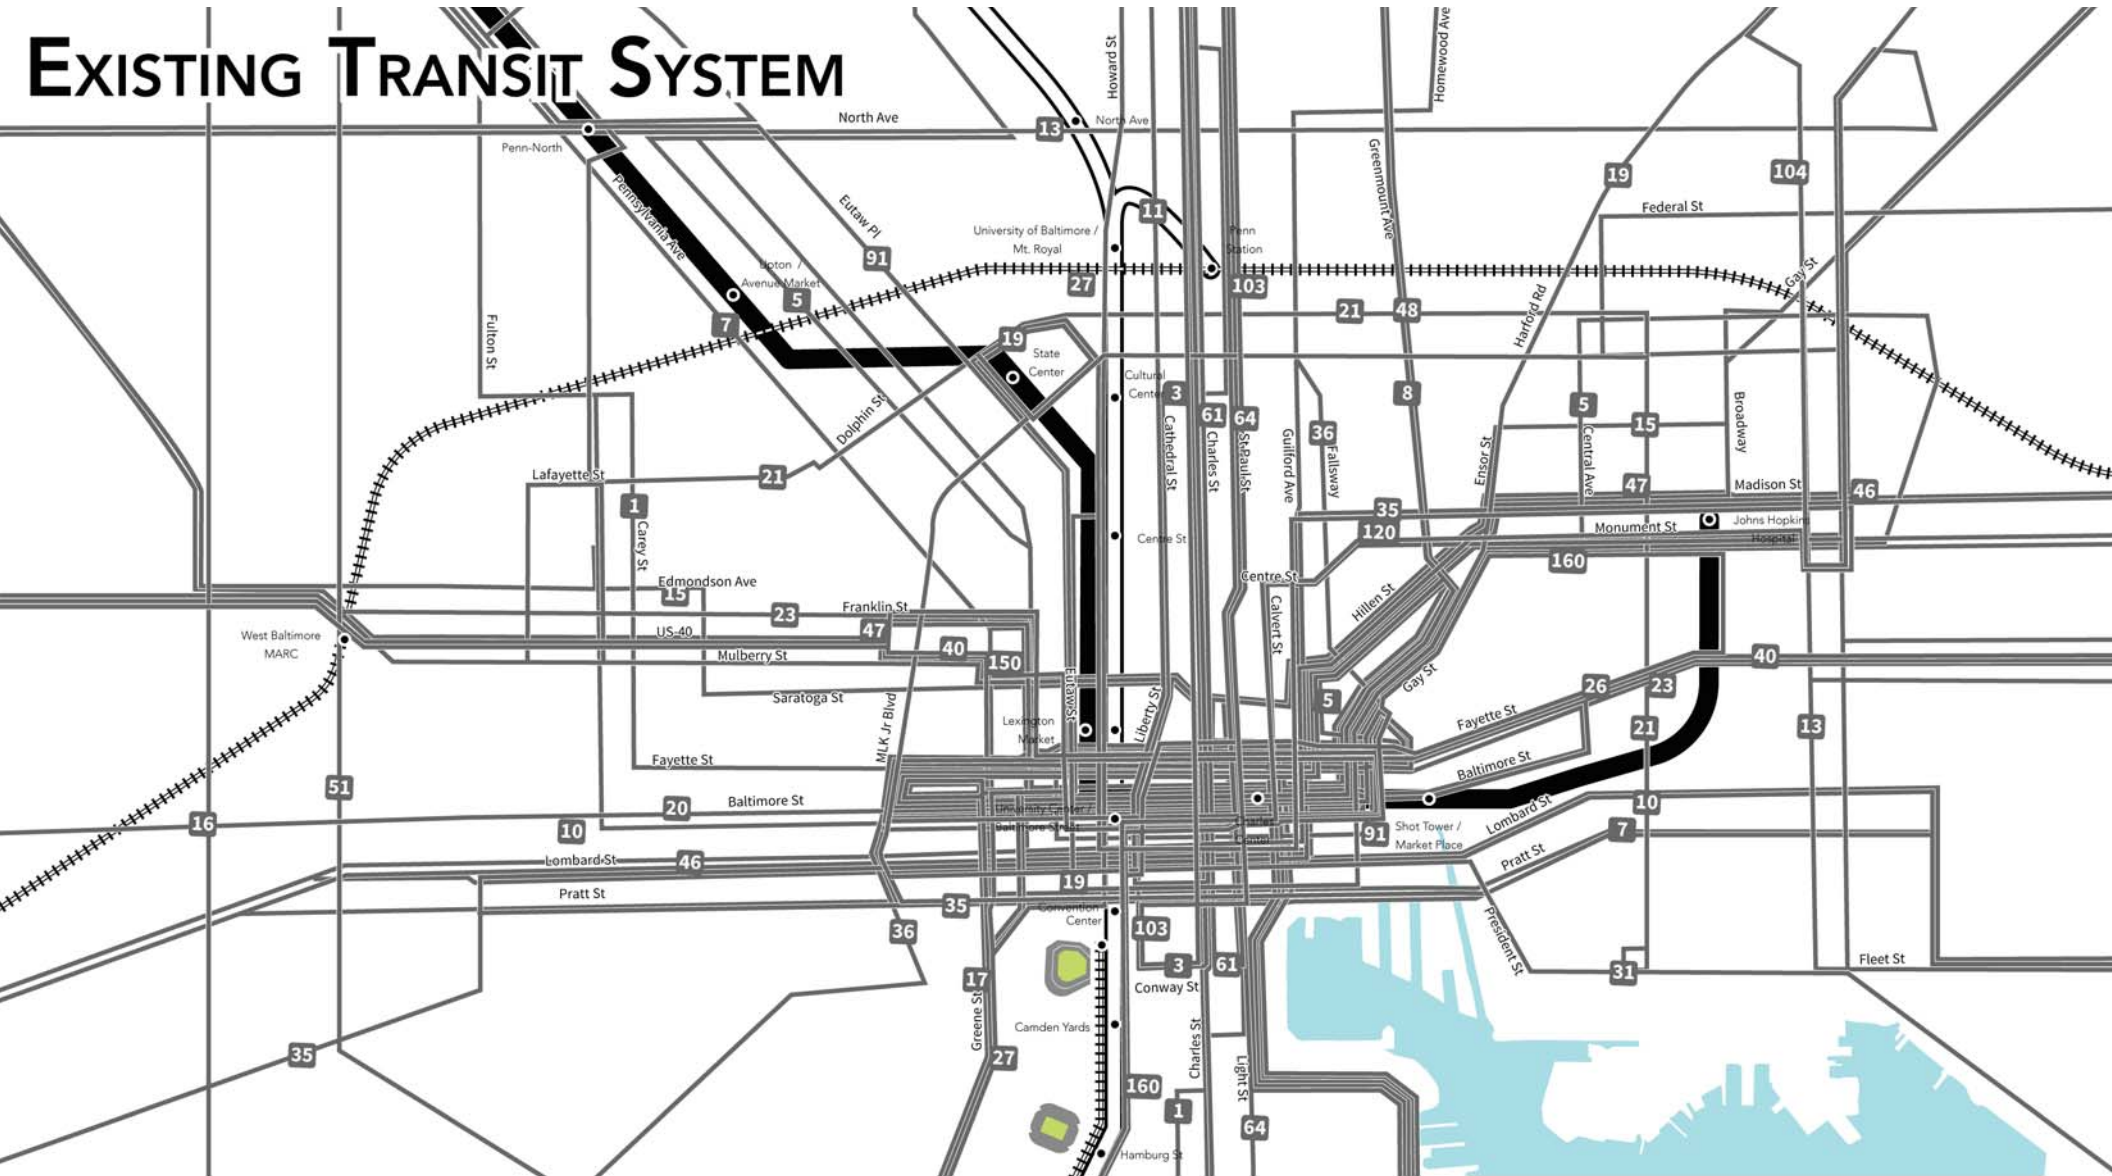 EXISTING TRANSIT SYSTEM
Howard St
Homewood Ave
North Ave
13
North Ave
Penn-North
Greenmount Ave
19
104
Pennsylvania Ave
Eutaw Pl
11
Federal St
University of Baltimore /
Mt. Royal
Penn
Station
91
Upton /
Avenue Market
5
27
103
Gay St
7
21
48
Harford Rd
Fulton St
19
State
Center
Cultural
Center
3
61
64
8
5
15
Broadway
Dolphin St
Cathedral St
Charles St
St Paul St
Guilford Ave
36
Fallsway
Ensor St
Central Ave
Lafayette St
21
1
Carey St
47
Madison St
46
35
120
Monument St
Johns Hopkins
Hospital
Centre St
160
Edmondson Ave
15
Centre St
Franklin St
23
Calvert St
Hillen St
West Baltimore
MARC
US-40
47
40
150
Mulberry St
Saratoga St
Eutaw St
Liberty St
Gay St
5
26
23
40
MLK Jr Blvd
Lexington
Market
Fayette St
21
13
Fayette St
Baltimore St
51
20
Baltimore St
University Center /
Baltimore Street
Charles
Center
16
10
91
Shot Tower /
Market Place
Lombard St
10
7
Lombard St
46
Pratt St
Pratt St
19
35
Convention
Center
36
103
President St
3
61
17
Greene St
Conway St
31
Fleet St
Camden Yards
Charles St
Light St
35
27
160
1
64
Hamburg St